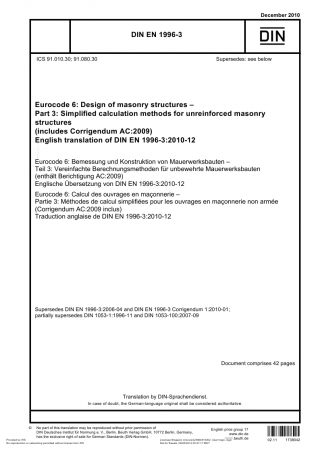 December 2010
DIN EN 1996-3
DIN
ICS 91.010.30; 91.080.30
Supersedes: see below
Eurocode 6: Design of masonry structures –
Part 3: Simplified calculation methods for unreinforced masonry
structures
(includes Corrigendum AC:2009)
English translation of DIN EN 1996-3:2010-12
Eurocode 6: Bemessung und Konstruktion von Mauerwerksbauten –
Teil 3: Vereinfachte Berechnungsmethoden für unbewehrte Mauerwerksbauten
(enthält Berichtigung AC:2009)
Englische Übersetzung von DIN EN 1996-3:2010-12
Eurocode 6: Calcul des ouvrages en maçonnerie –
Partie 3: Méthodes de calcul simplifiées pour les ouvrages en maçonnerie non armée
(Corrigendum AC:2009 inclus)
Traduction anglaise de DIN EN 1996-3:2010-12
Supersedes DIN EN 1996-3:2006-04 and DIN EN 1996-3 Corrigendum 1:2010-01;
partially supersedes DIN 1053-1:1996-11 and DIN 1053-100:2007-09
Document comprises 42 pages
Translation by DIN-Sprachendienst.
In case of doubt, the German-language original shall be considered authoritative.
© No part of this translation may be reproduced without prior permission of
DIN Deutsches Institut für Normung e. V., Berlin. Beuth Verlag GmbH, 10772 Berlin, Germany,
has the exclusive right of sale for German Standards (DIN-Normen).
English price group 17
www.din.de
www.beuth.de
02.11